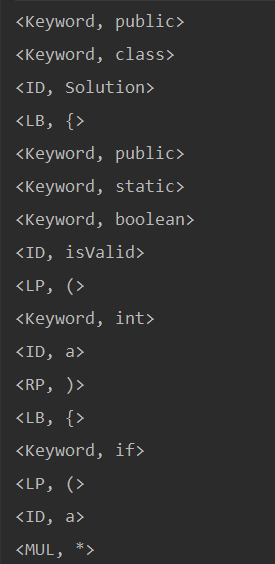 <Keyword, public>
<Keyword, class>
<ID, Solution>
<LB, {>
<Keyword, public>
<Keyword, static>
<Keyword, boolean>
<ID, isValid>
<LP, (>
<Keyword, int>
<ID, a>
<RP, )>
<LB, {>
<Keyword, if>
<LP, (>
<ID, a>
<MUL, *>